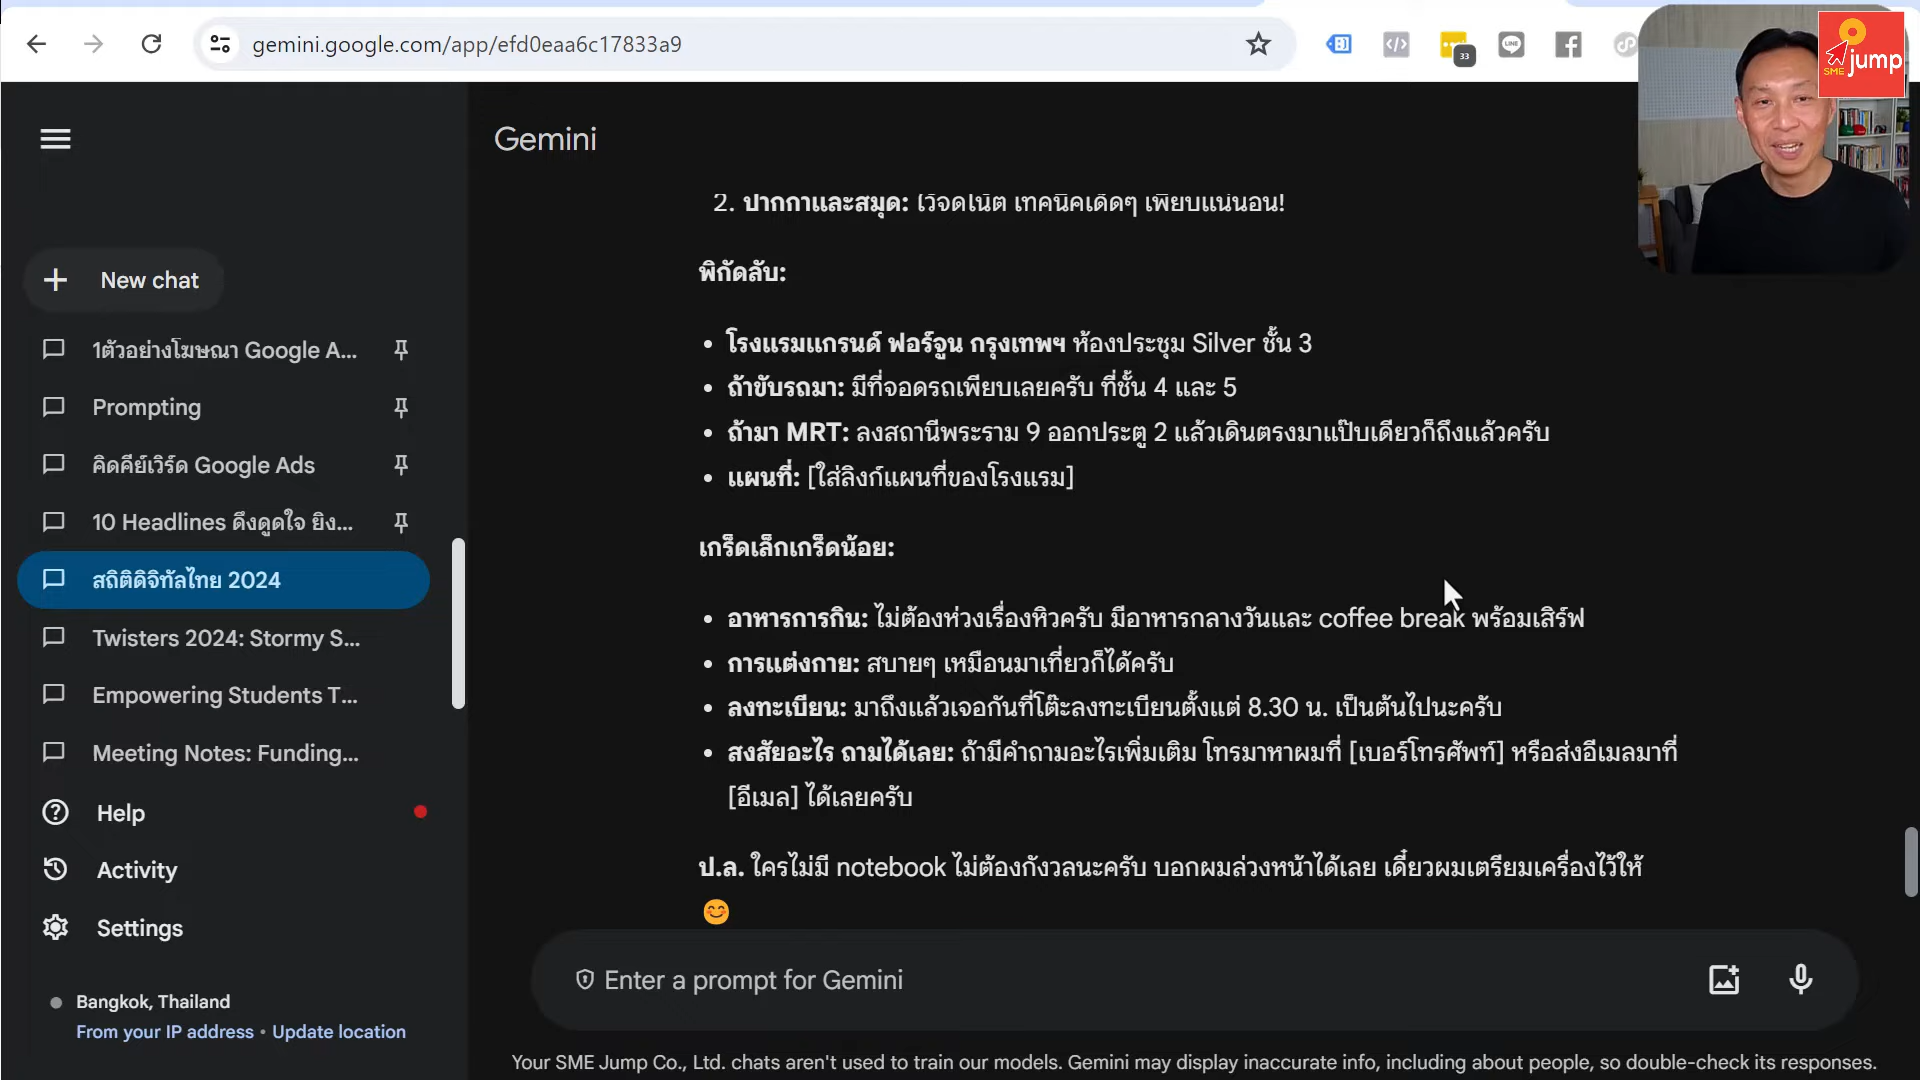 gemini.google.com/app/efd0eaa6c17833a9
33
SME jump
Gemini
New chat
1ตัวอย่างโฆษณา Google A...
Prompting
คิดคีย์เวิร์ด Google Ads
10 Headlines ดึงดูดใจ ยิง...
สถิติดิจิทัลไทย 2024
Twisters 2024: Stormy S...
Empowering Students T...
Meeting Notes: Funding...
Help
Activity
Settings
Bangkok, Thailand
From your IP address • Update location
2. ปากกาและสมุด: ไว้จดโน้ต เทคนิคเด็ดๆ เพียบแน่นอน!
พิกัดลับ:
• โรงแรมแกรนด์ ฟอร์จูน กรุงเทพฯ ห้องประชุม Silver ชั้น 3
• ถ้าขับรถมา: มีที่จอดรถเพียบเลยครับ ที่ชั้น 4 และ 5
• ถ้ามา MRT: ลงสถานีพระราม 9 ออกประตู 2 แล้วเดินตรงมาแป๊บเดียวก็ถึงแล้วครับ
• แผนที่: [ใส่ลิงก์แผนที่ของโรงแรม]
เกร็ดเล็กเกร็ดน้อย:
• อาหารการกิน: ไม่ต้องห่วงเรื่องหิวครับ มีอาหารกลางวันและ coffee break พร้อมเสิร์ฟ
• การแต่งกาย: สบายๆ เหมือนมาเที่ยวก็ได้ครับ
• ลงทะเบียน: มาถึงแล้วเจอกันที่โต๊ะลงทะเบียนตั้งแต่ 8.30 น. เป็นต้นไปนะครับ
• สงสัยอะไร ถามได้เลย: ถ้ามีคำถามอะไรเพิ่มเติม โทรมาหาผมที่ [เบอร์โทรศัพท์] หรือส่งอีเมลมาที่
[อีเมล] ได้เลยครับ
ป.ล. ใครไม่มี notebook ไม่ต้องกังวลนะครับ บอกผมล่วงหน้าได้เลย เดี๋ยวผมเตรียมเครื่องไว้ให้
😊
Enter a prompt for Gemini
Your SME Jump Co., Ltd. chats aren't used to train our models. Gemini may display inaccurate info, including about people, so double-check its responses.